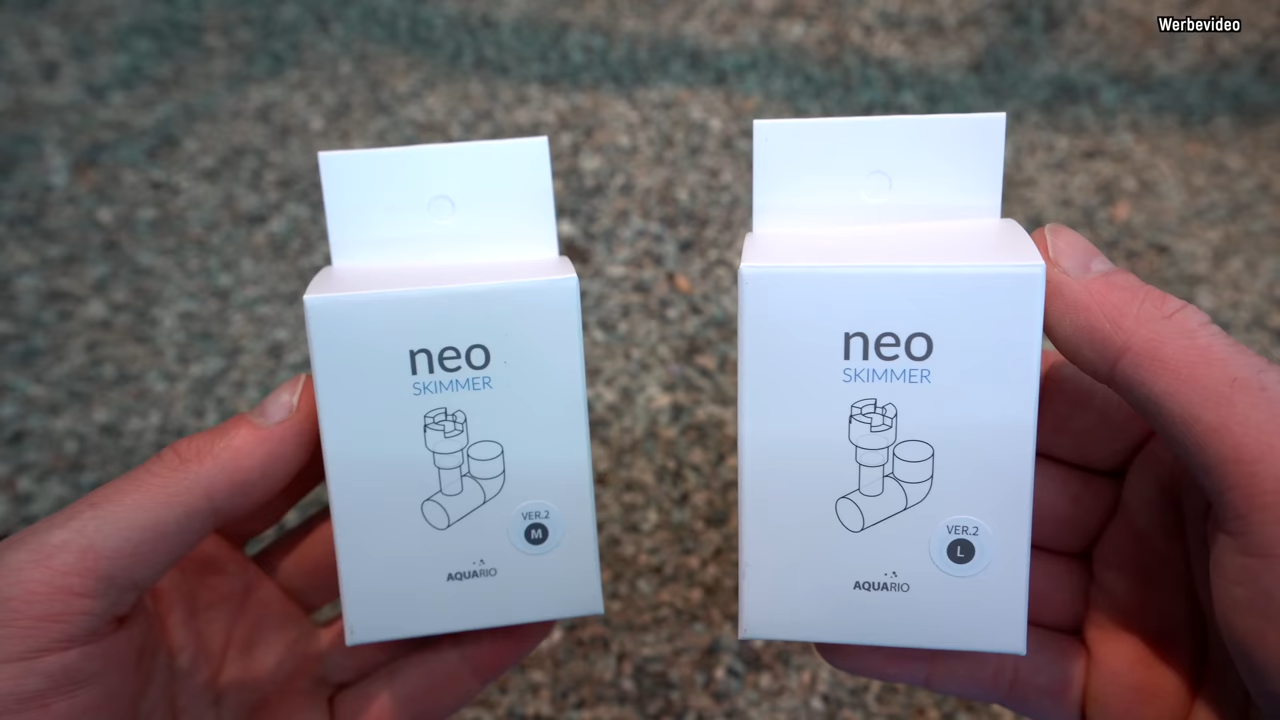 Werbevideo
neo
SKIMMER
VER.2
M
AQUARIO
neo
SKIMMER
VER.2
L
AQUARIO